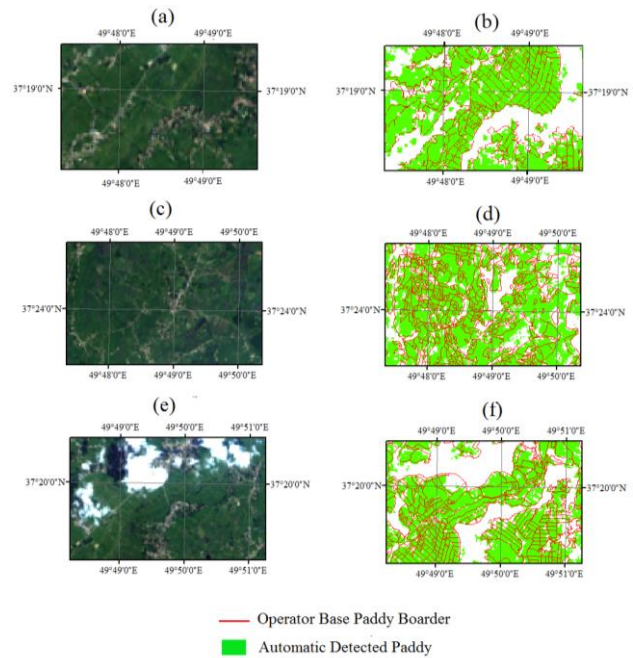 (a) (b)
49°48'0"E 49°49'0"E 49°48'0"E 49°49'0"E
37°19'0"N 37°19'0"N 37°19'0"N 37°19'0"N
49°48'0"E 49°49'0"E 49°48'0"E 49°49'0"E
(c) (d)
49°48'0"E 49°49'0"E 49°50'0"E 49°48'0"E 49°49'0"E 49°50'0"E
37°24'0"N 37°24'0"N 37°24'0"N 37°24'0"N
49°48'0"E 49°49'0"E 49°50'0"E 49°48'0"E 49°49'0"E 49°50'0"E
(e) (f)
49°49'0"E 49°50'0"E 49°51'0"E 49°49'0"E 49°50'0"E 49°51'0"E
37°20'0"N 37°20'0"N 37°20'0"N 37°20'0"N
49°49'0"E 49°50'0"E 49°51'0"E 49°49'0"E 49°50'0"E 49°51'0"E
Operator Base Paddy Boarder
Automatic Detected Paddy